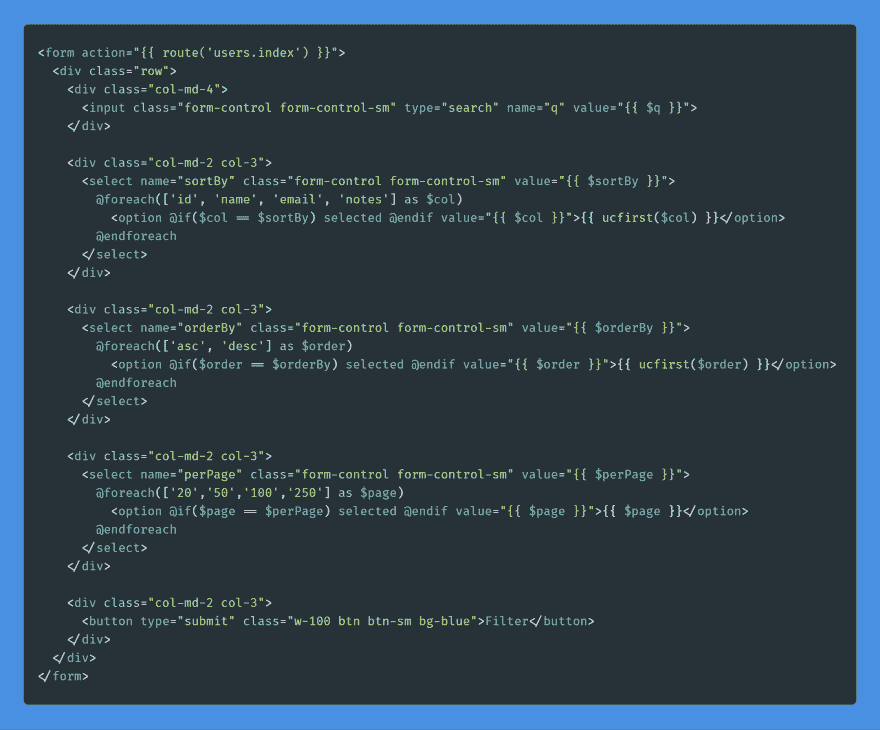 <form action="{{ route('users.index') }}">
  <div class="row">
    <div class="col-md-4">
      <input class="form-control form-control-sm" type="search" name="q" value="{{ $q }}">
    </div>

    <div class="col-md-2 col-3">
      <select name="sortBy" class="form-control form-control-sm" value="{{ $sortBy }}">
        @foreach(['id', 'name', 'email', 'notes'] as $col)
          <option @if($col == $sortBy) selected @endif value="{{ $col }}">{{ ucfirst($col) }}</option>
        @endforeach
      </select>
    </div>

    <div class="col-md-2 col-3">
      <select name="orderBy" class="form-control form-control-sm" value="{{ $orderBy }}">
        @foreach(['asc', 'desc'] as $order)
          <option @if($order == $orderBy) selected @endif value="{{ $order }}">{{ ucfirst($order) }}</option>
        @endforeach
      </select>
    </div>

    <div class="col-md-2 col-3">
      <select name="perPage" class="form-control form-control-sm" value="{{ $perPage }}">
        @foreach(['20','50','100','250'] as $page)
          <option @if($page == $perPage) selected @endif value="{{ $page }}">{{ $page }}</option>
        @endforeach
      </select>
    </div>

    <div class="col-md-2 col-3">
      <button type="submit" class="w-100 btn btn-sm bg-blue">Filter</button>
    </div>
  </div>
</form>